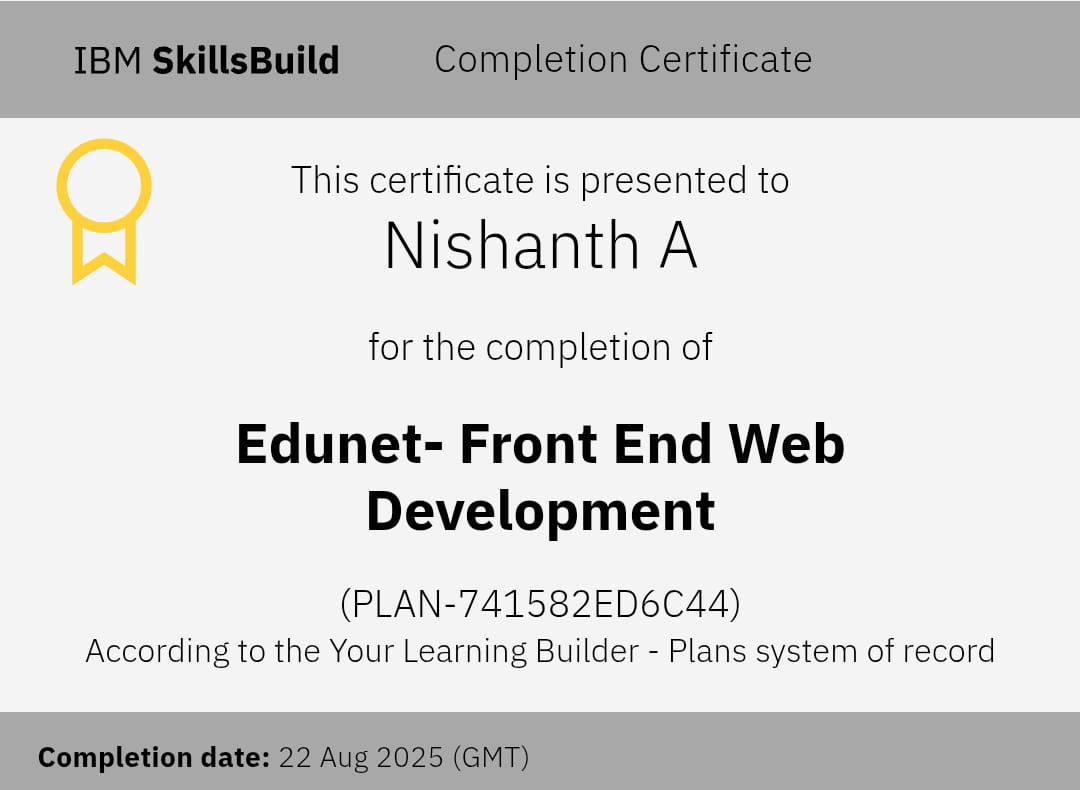 IBM SkillsBuild Completion Certificate
This certificate is presented to
Nishanth A
for the completion of
Edunet- Front End Web
Development
(PLAN-741582ED6C44)
According to the Your Learning Builder - Plans system of record
Completion date: 22 Aug 2025 (GMT)